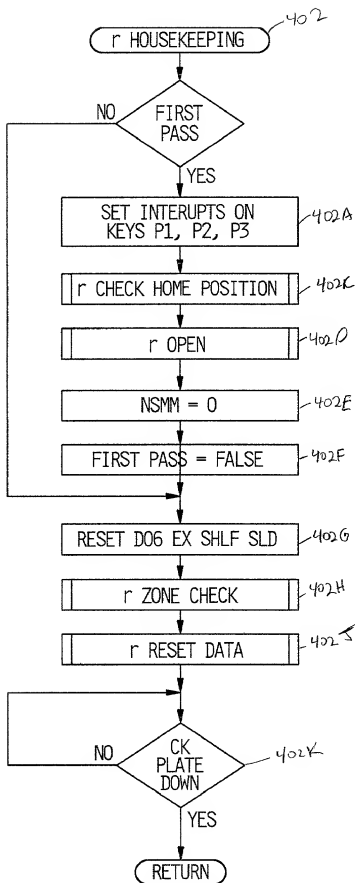 r HOUSEKEEPING
402
NO
FIRST
PASS
YES
SET INTERUPTS ON
KEYS P1, P2, P3
402A
r CHECK HOME POSITION
402K
r OPEN
402D
NSMM = 0
402E
FIRST PASS = FALSE
402F
RESET D06 EX SHLF SLD
402G
r ZONE CHECK
402H
r RESET DATA
402J
NO
CK
PLATE
DOWN
402K
YES
RETURN